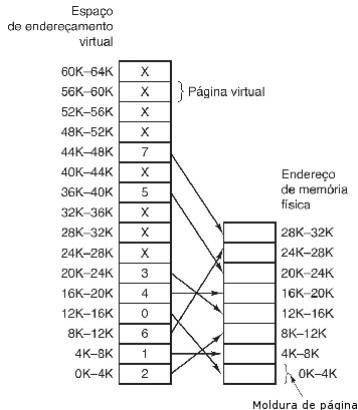 Espaço
de endereçamento
virtual
60K–64K X
56K–60K X Página virtual
52K–56K X
48K–52K X
44K–48K 7
40K–44K X
36K–40K 5
32K–36K X
28K–32K X
24K–28K X
20K–24K 3
16K–20K 4
12K–16K 0
8K–12K 6
4K–8K 1
0K–4K 2
Endereço
de memória
física
28K–32K
24K–28K
20K–24K
16K–20K
12K–16K
8K–12K
4K–8K
0K–4K
Moldura de página